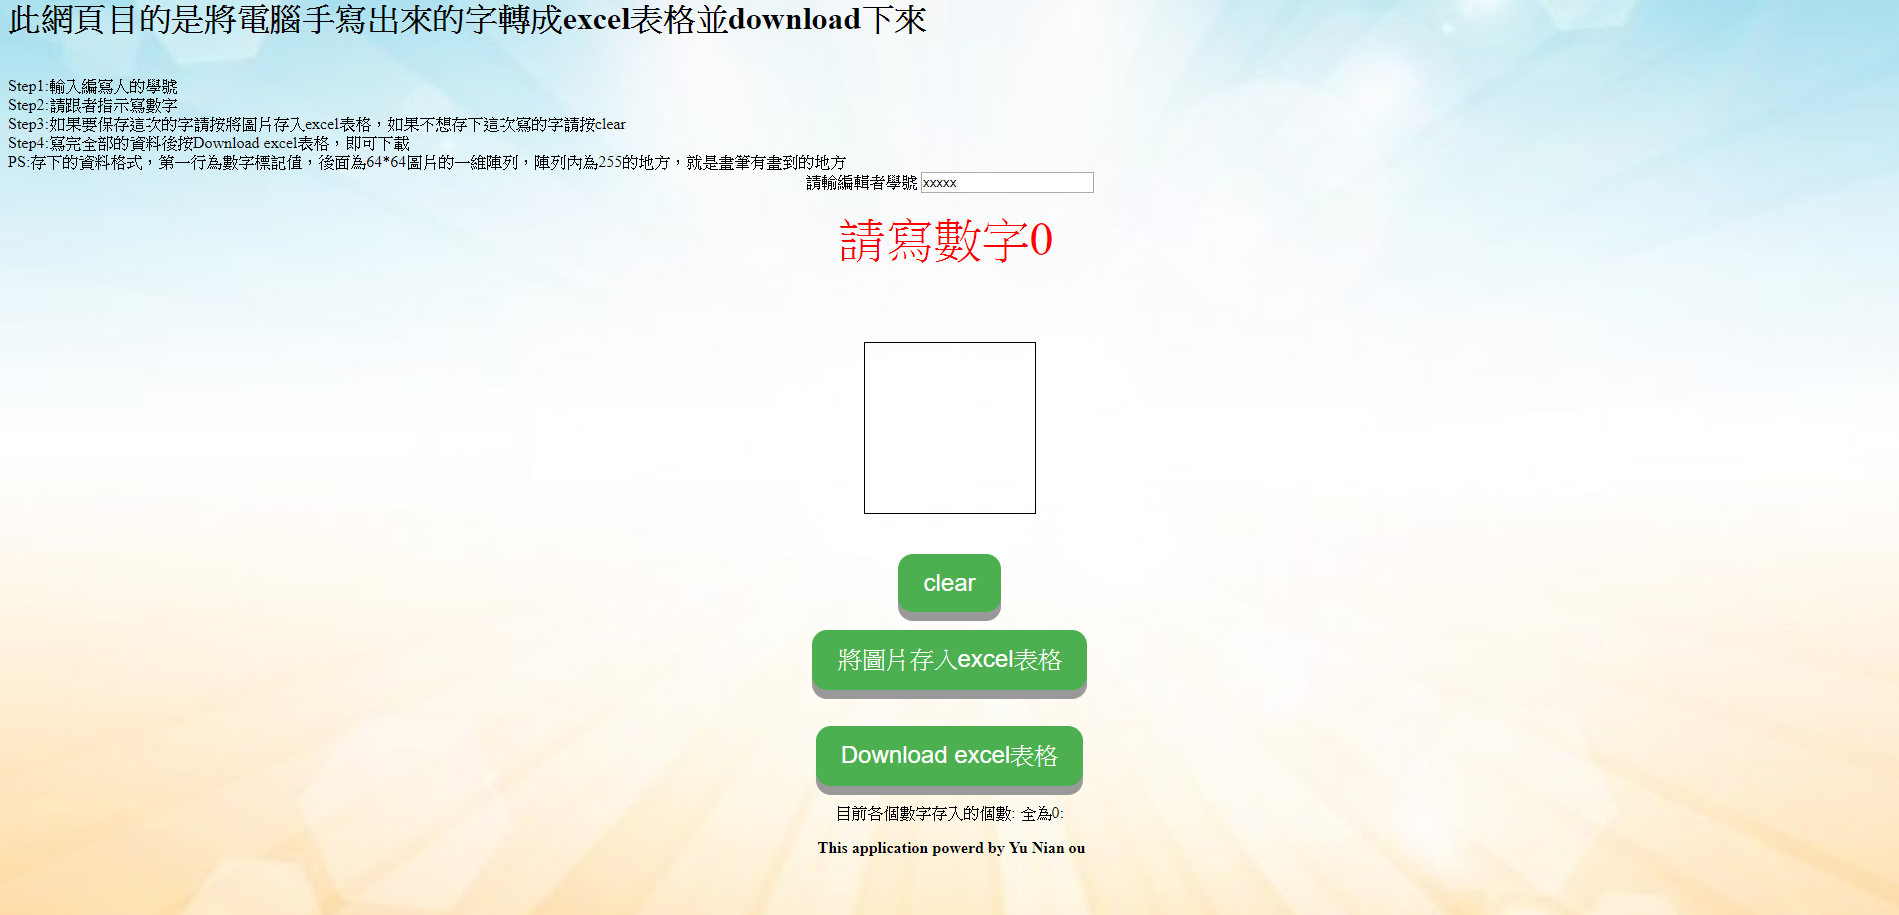 此網頁目的是將電腦手寫出來的字轉成excel表格並download下來
Step1:輸入編寫人的學號
Step2:請跟者指示寫數字
Step3:如果要保存這次的字請按將圖片存入excel表格，如果不想存下這次寫的字請按clear
Step4:寫完全部的資料後按Download excel表格，即可下載
PS:存下的資料格式，第一行為數字標記值，後面為64*64圖片的一維陣列，陣列內為255的地方，就是畫筆有畫到的地方
請輸編輯者學號 xxxxx
請寫數字0
clear
將圖片存入excel表格
Download excel表格
目前各個數字存入的個數: 全為0:
This application powerd by Yu Nian ou